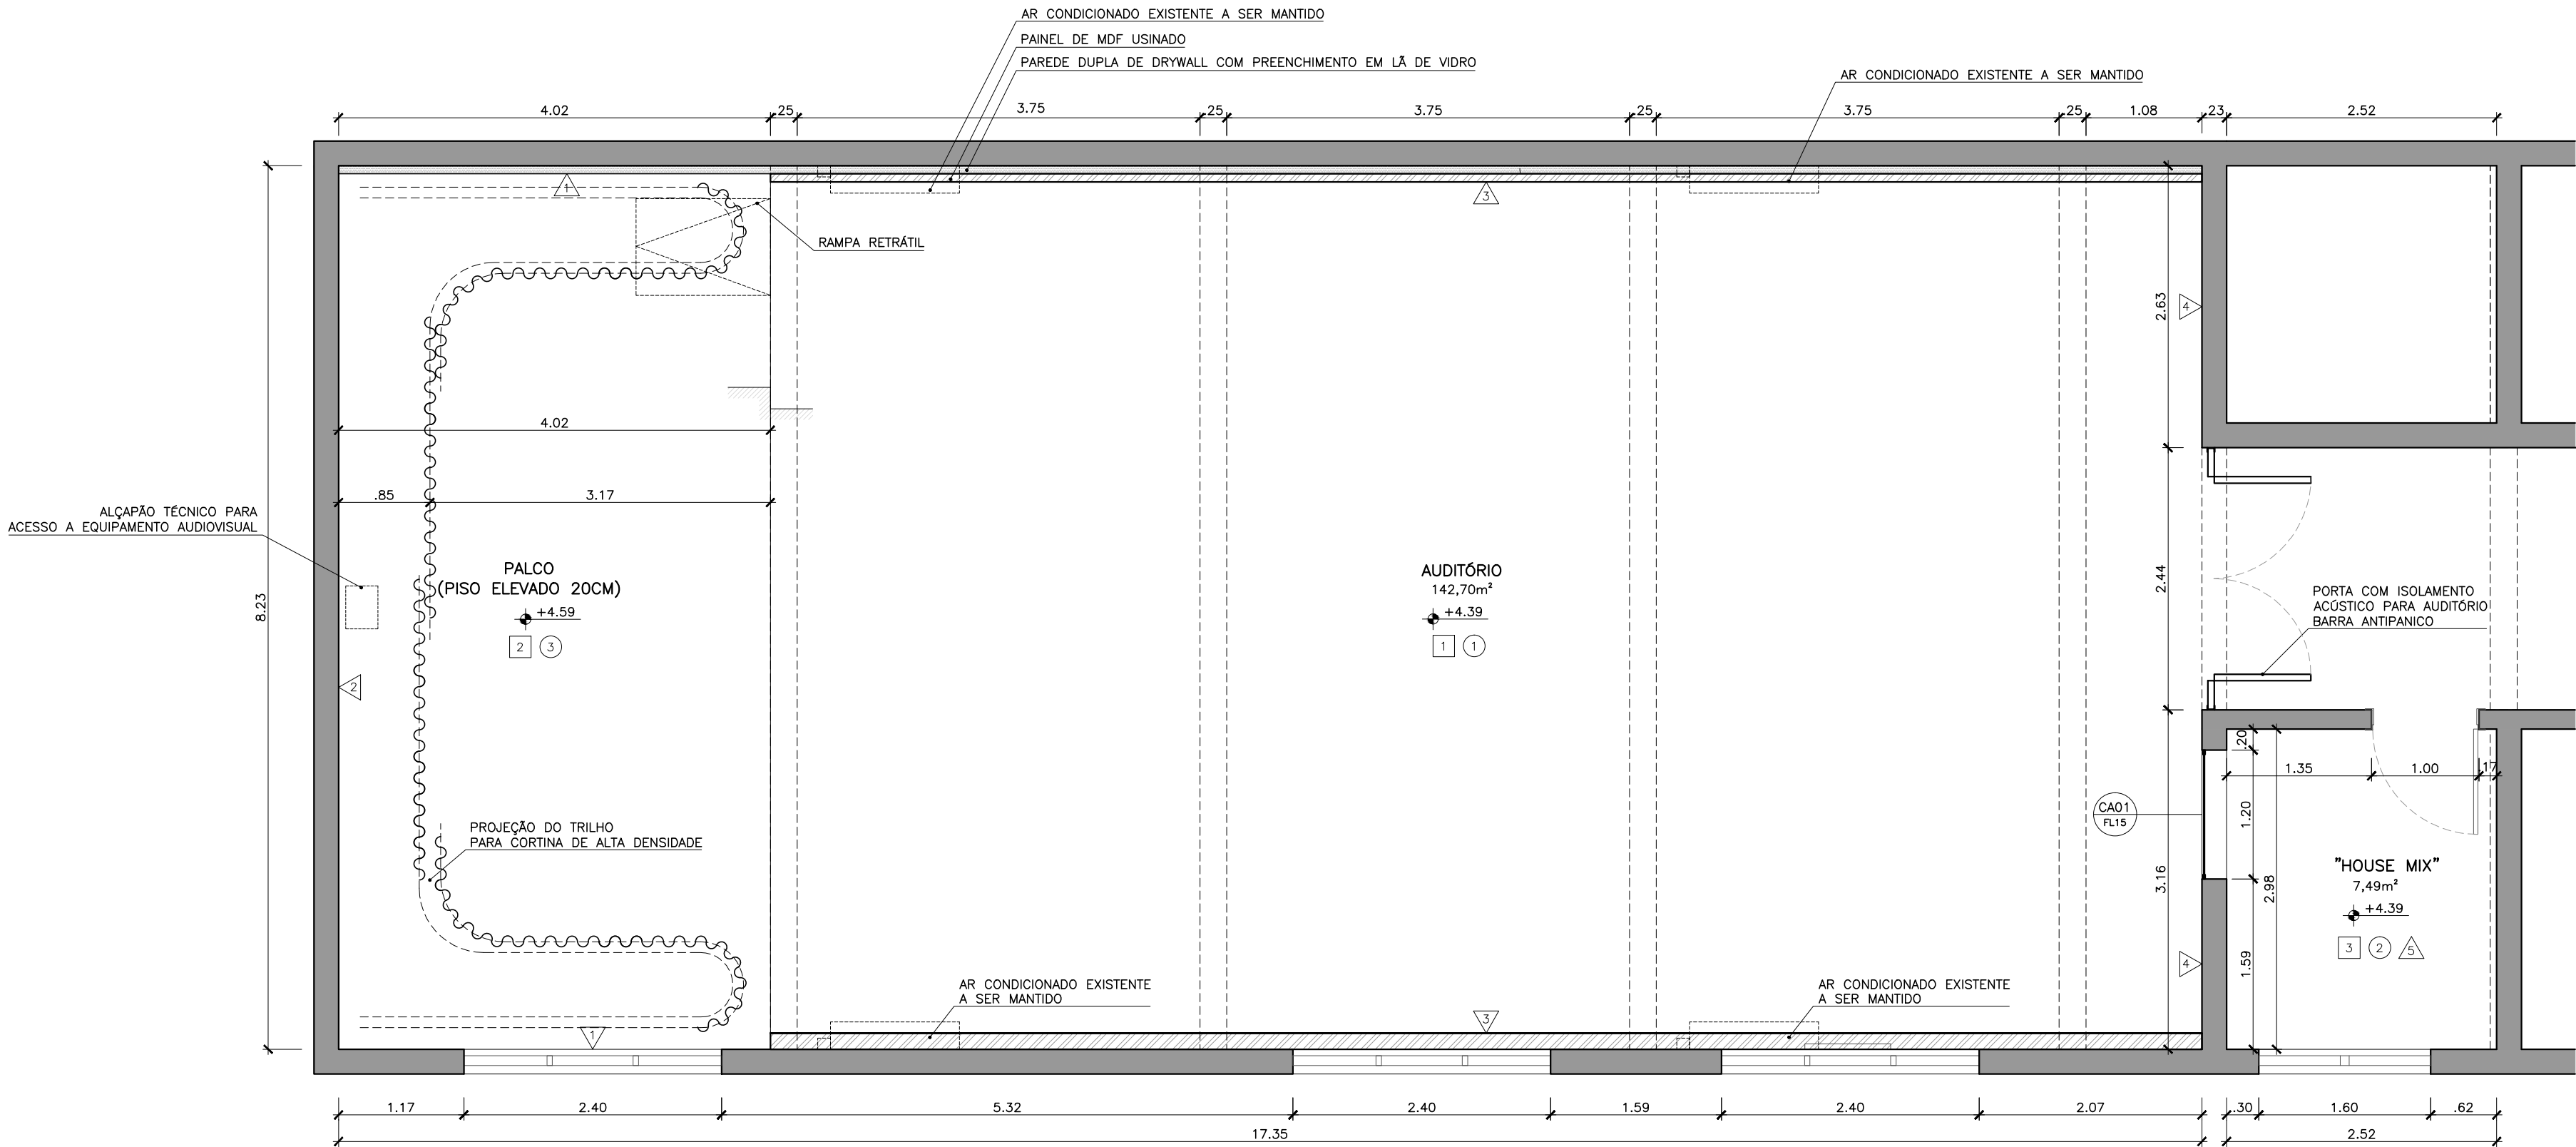 AR CONDICIONADO EXISTENTE A SER MANTIDO
PAINEL DE MDF USINADO
PAREDE DUPLA DE DRYWALL COM PREENCHIMENTO EM LÃ DE VIDRO
AR CONDICIONADO EXISTENTE A SER MANTIDO
4.02
.25
3.75
.25
3.75
.25
3.75
.25
1.08
.23
2.52
1
3
RAMPA RETRÁTIL
2.63
4
4.02
.85
3.17
ALÇAPÃO TÉCNICO PARA
ACESSO A EQUIPAMENTO AUDIOVISUAL
8.23
PALCO
(PISO ELEVADO 20CM)
+4.59
2
3
AUDITÓRIO
142,70m²
+4.39
1
1
2.44
PORTA COM ISOLAMENTO
ACÚSTICO PARA AUDITÓRIO
BARRA ANTIPANICO
2
.20
1.35
1.00
.17
CA01
FL15
1.20
PROJEÇÃO DO TRILHO
PARA CORTINA DE ALTA DENSIDADE
3.16
2.98
"HOUSE MIX"
7,49m²
+4.39
3
2
5
1.59
4
AR CONDICIONADO EXISTENTE
A SER MANTIDO
AR CONDICIONADO EXISTENTE
A SER MANTIDO
1
3
1.17
2.40
5.32
2.40
1.59
2.40
2.07
.30
1.60
.62
17.35
2.52